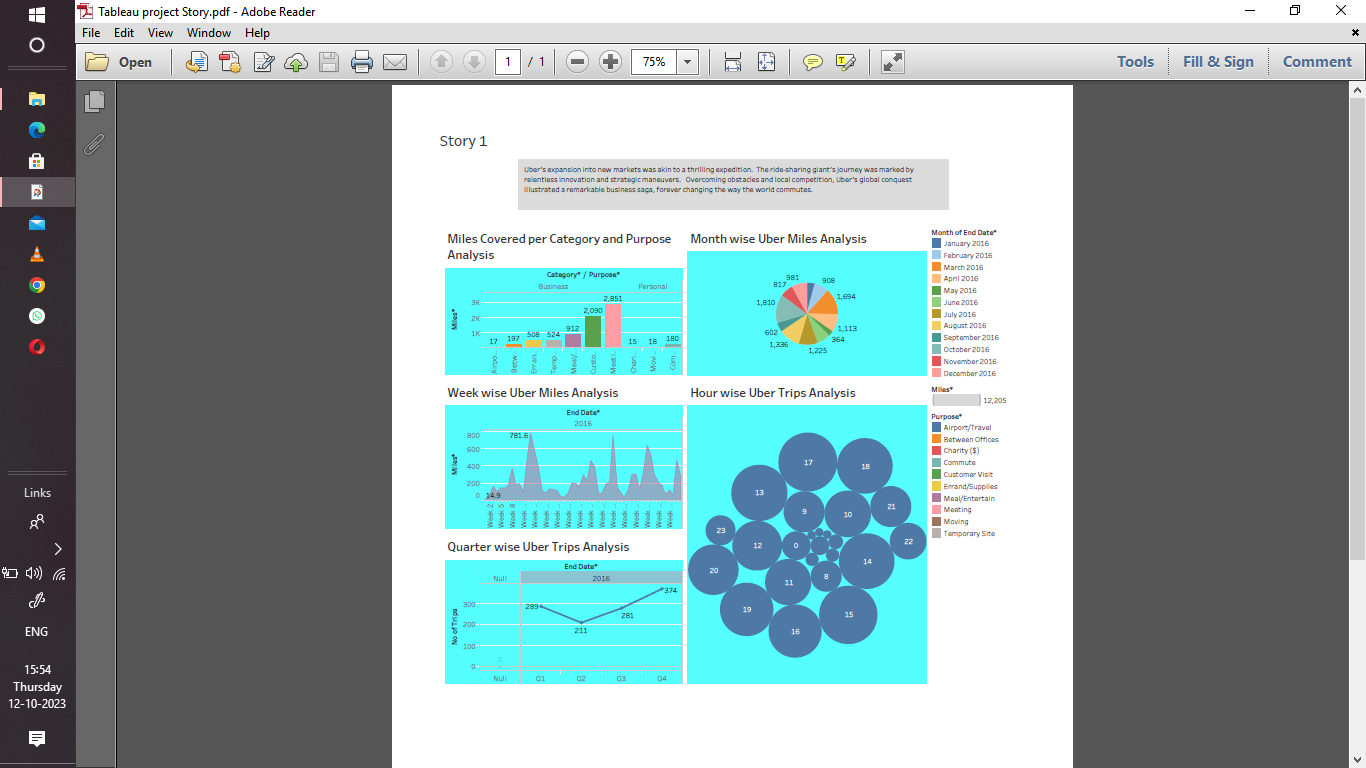 Tableau project Story.pdf - Adobe Reader
File Edit View Window Help
Open
1 / 1
75%
Tools Fill & Sign Comment
Story 1
Uber's expansion into new markets was akin to a thrilling expedition. The ride-sharing giant's journey was marked by
relentless innovation and strategic maneuvers. Overcoming obstacles and local competition, Uber's global conquest
illustrated a remarkable business saga, forever changing the way the world commutes.
Miles Covered per Category and Purpose
Analysis
Category* / Purpose*
Business Personal
Miles*
3K
2K
1K
17 197 508 524 912 2,090 2,851 15 18 180
Airpo..
Betw..
Erran..
Temp..
Meal/..
Custo..
Meeti..
Chari..
Movi..
Com..
Month wise Uber Miles Analysis
981 908
817 1,694
1,810
1,113
602 364
1,336 1,225
Month of End Date*
January 2016
February 2016
March 2016
April 2016
May 2016
June 2016
July 2016
August 2016
September 2016
October 2016
November 2016
December 2016
Miles*
12,205
Purpose*
Airport/Travel
Between Offices
Charity ($)
Commute
Customer Visit
Errand/Supplies
Meal/Entertain
Meeting
Moving
Temporary Site
Week wise Uber Miles Analysis
End Date*
2016
Miles*
800
600
400
200
0
781.6
14.9
Week 2
Week 5
Week 8
Week ..
Week ..
Week ..
Week ..
Week ..
Week ..
Week ..
Week ..
Week ..
Week ..
Week ..
Week ..
Week ..
Hour wise Uber Trips Analysis
17
18
13
9
10
21
23
12
0
22
20
14
11
8
19
15
16
Quarter wise Uber Trips Analysis
End Date*
Null 2016
No of Trips
300
200
100
0
0
289
211
281
374
Null Q1 Q2 Q3 Q4
Links
ENG
15:54
Thursday
12-10-2023